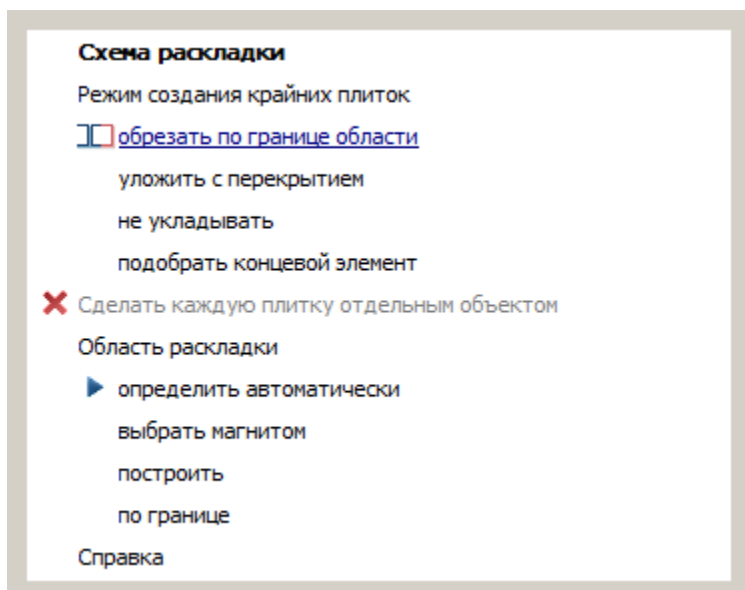 Схема раскладки
Режим создания крайних плиток
обрезать по границе области
уложить с перекрытием
не укладывать
подобрать концевой элемент
Сделать каждую плитку отдельным объектом
Область раскладки
определить автоматически
выбрать магнитом
построить
по границе
Справка